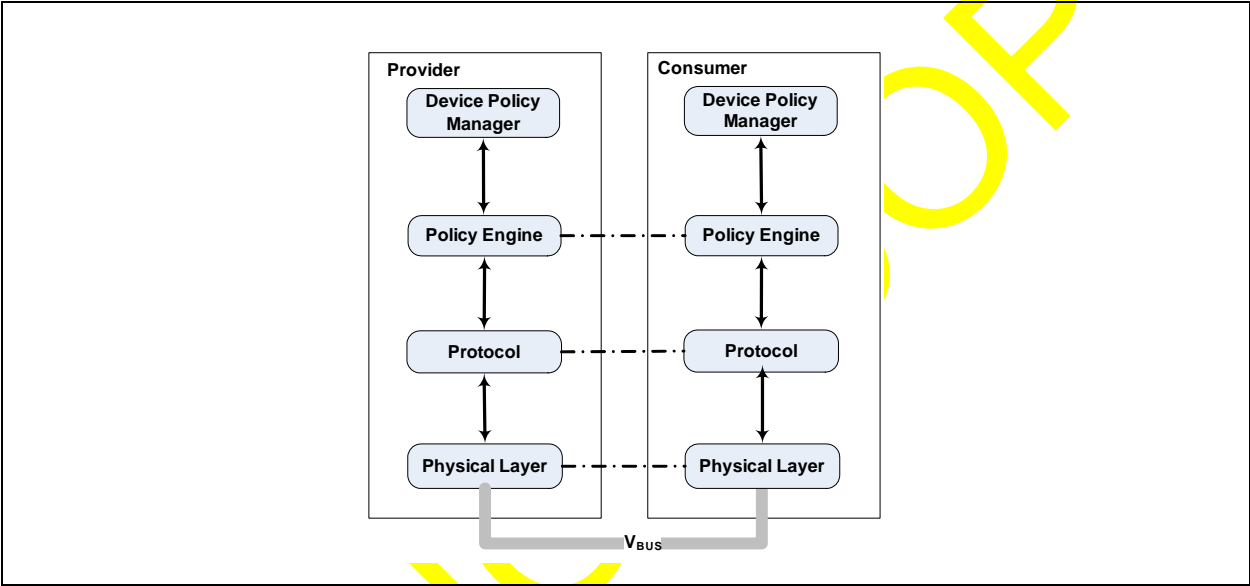 Provider
Device Policy
Manager
Policy Engine
Protocol
Physical Layer
Consumer
Device Policy
Manager
Policy Engine
Protocol
Physical Layer
VBUS
OP